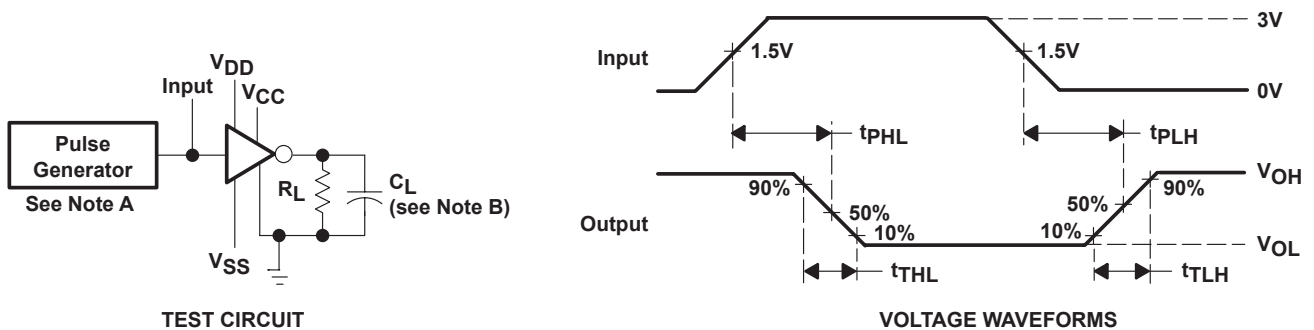 Input
VDD
VCC
Pulse
Generator
See Note A
RL
CL
(see Note B)
VSS
TEST CIRCUIT
Input
1.5V
1.5V
3V
0V
tPHL
tPLH
Output
90%
50%
10%
10%
50%
90%
VOH
VOL
tTHL
tTLH
VOLTAGE WAVEFORMS